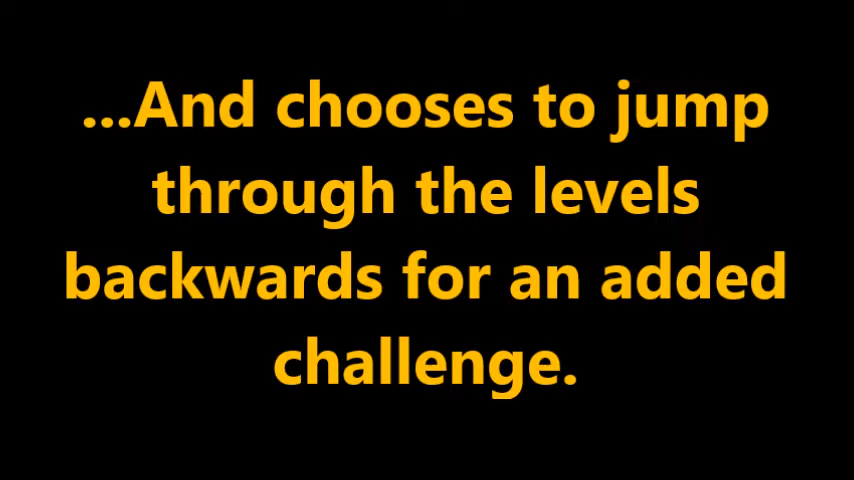 ...And chooses to jump
through the levels
backwards for an added
challenge.